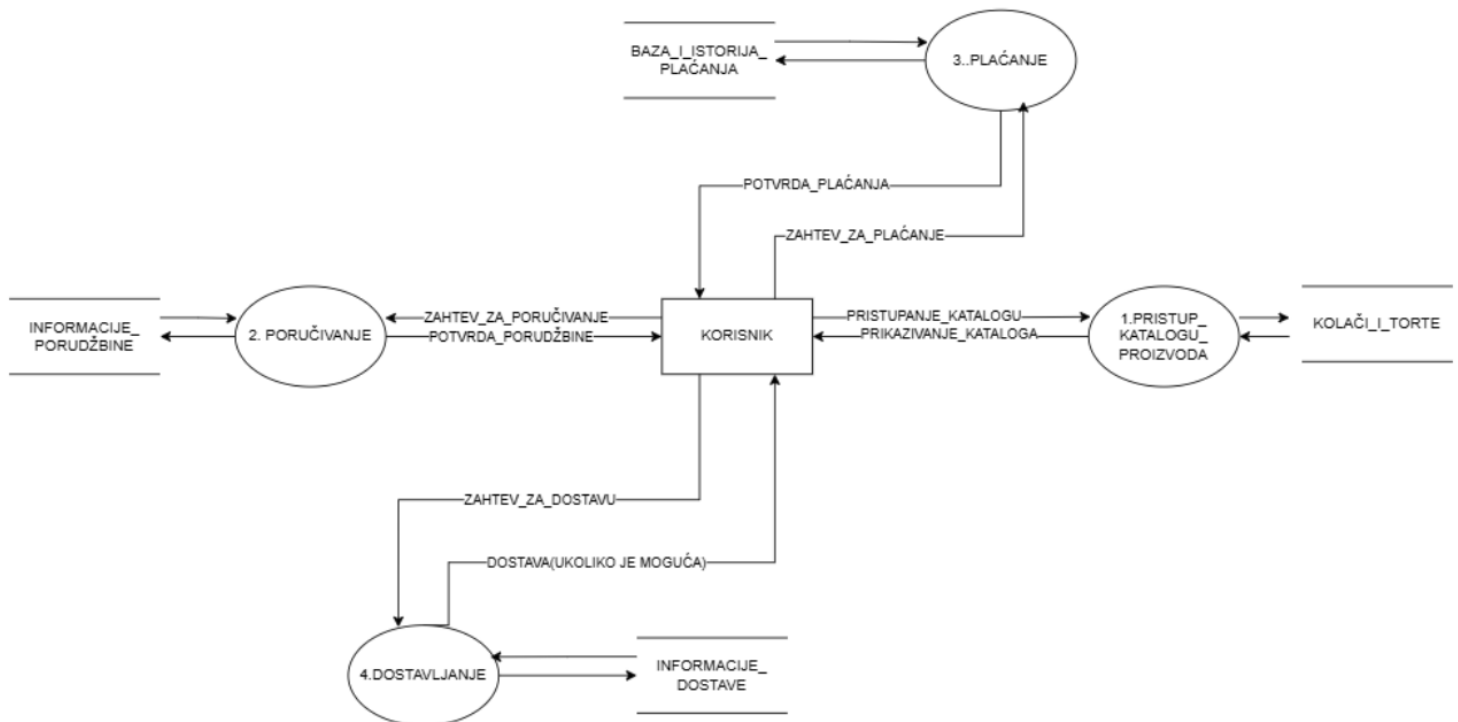 BAZA_I_ISTORIJA_
PLAĆANJA
3..PLAĆANJE
POTVRDA_PLAĆANJA
ZAHTEV_ZA_PLAĆANJE
INFORMACIJE_
PORUDŽBINE
2. PORUČIVANJE
ZAHTEV_ZA_PORUČIVANJE
POTVRDA_PORUDŽBINE
KORISNIK
PRISTUPANJE_KATALOGU
PRIKAZIVANJE_KATALOGA
1.PRISTUP_
KATALOGU_
PROIZVODA
KOLAČI_I_TORTE
ZAHTEV_ZA_DOSTAVU
DOSTAVA(UKOLIKO JE MOGUĆA)
4.DOSTAVLJANJE
INFORMACIJE_
DOSTAVE